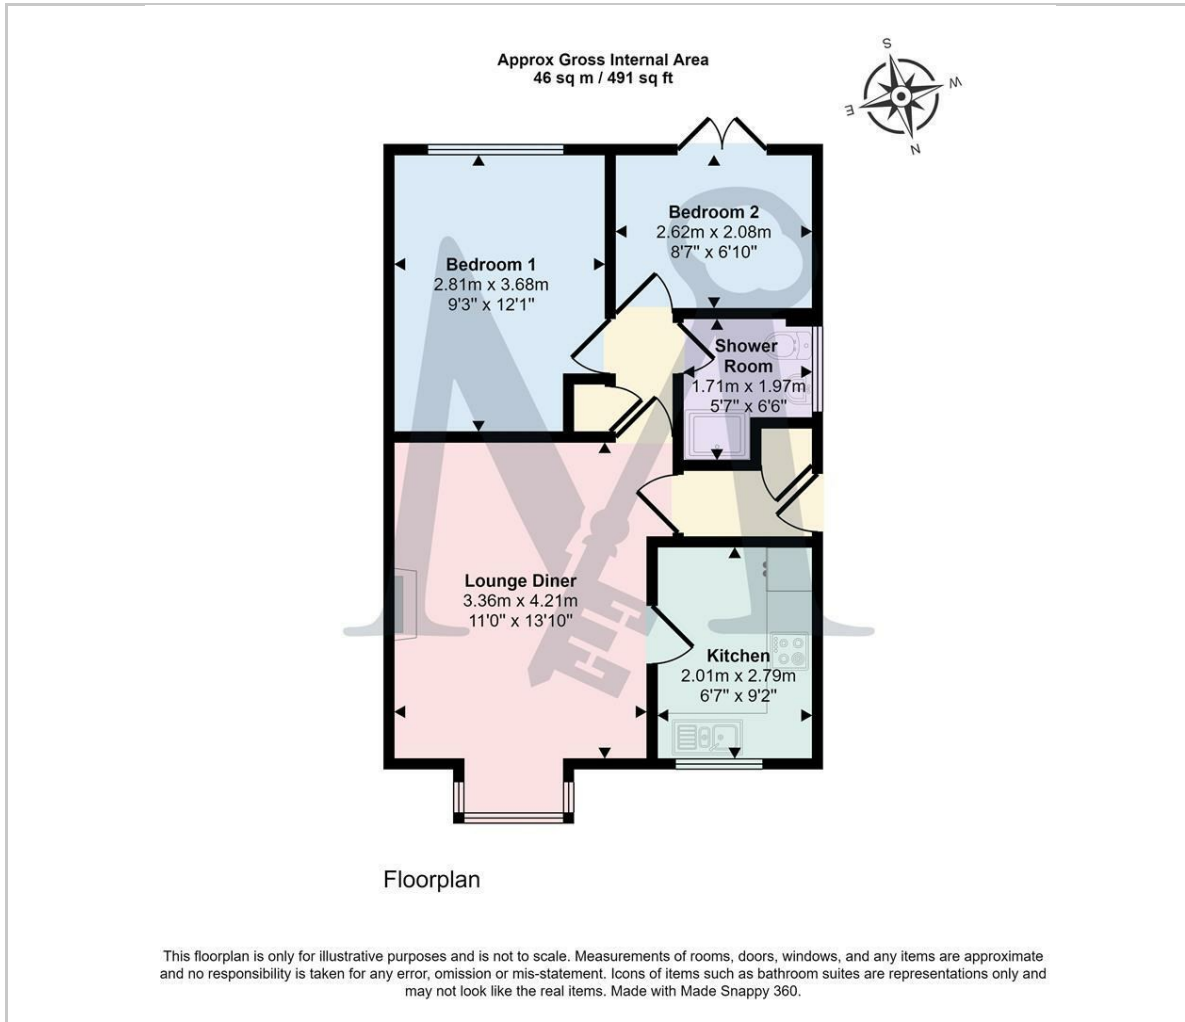 Approx Gross Internal Area
46 sq m / 491 sq ft
S
W
E
N
Bedroom 2
2.62m x 2.08m
8'7" x 6'10"
Bedroom 1
2.81m x 3.68m
9'3" x 12'1"
Shower
Room
1.71m x 1.97m
5'7" x 6'6"
Lounge Diner
3.36m x 4.21m
11'0" x 13'10"
Kitchen
2.01m x 2.79m
6'7" x 9'2"
Floorplan
This floorplan is only for illustrative purposes and is not to scale. Measurements of rooms, doors, windows, and any items are approximate
and no responsibility is taken for any error, omission or mis-statement. Icons of items such as bathroom suites are representations only and
may not look like the real items. Made with Made Snappy 360.